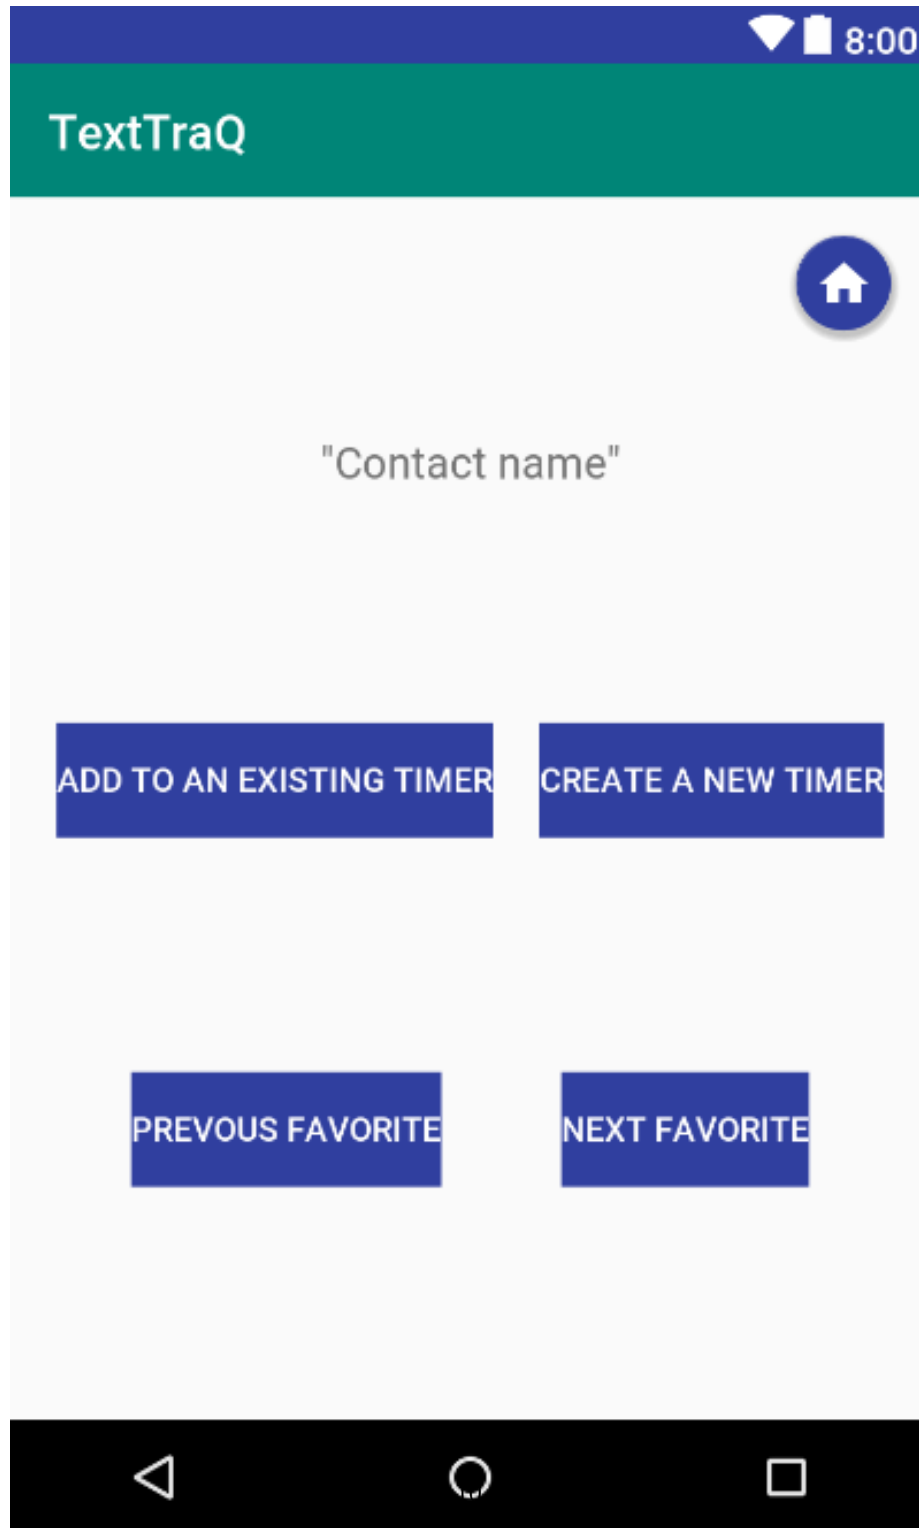 8:00
TextTraQ
"Contact name"
ADD TO AN EXISTING TIMER
CREATE A NEW TIMER
PREVOUS FAVORITE
NEXT FAVORITE